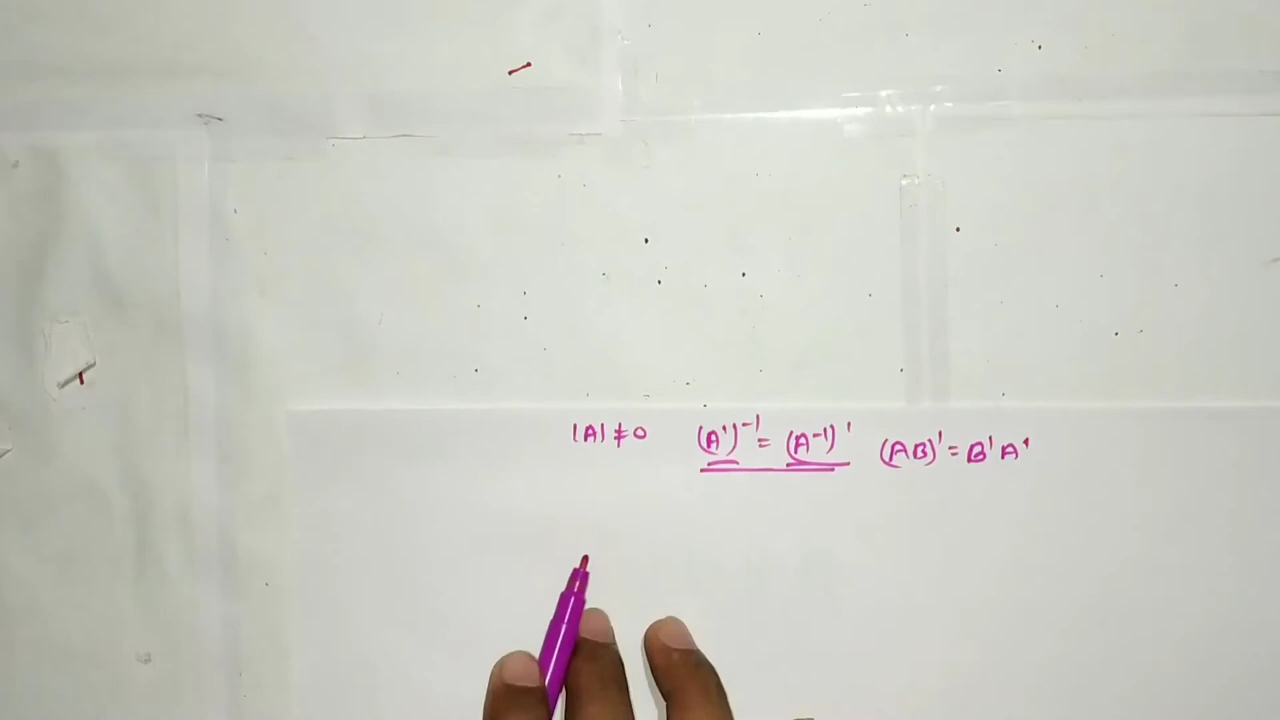 |A| ≠ 0 (A')⁻¹ = (A⁻¹)' (AB)' = B'A'